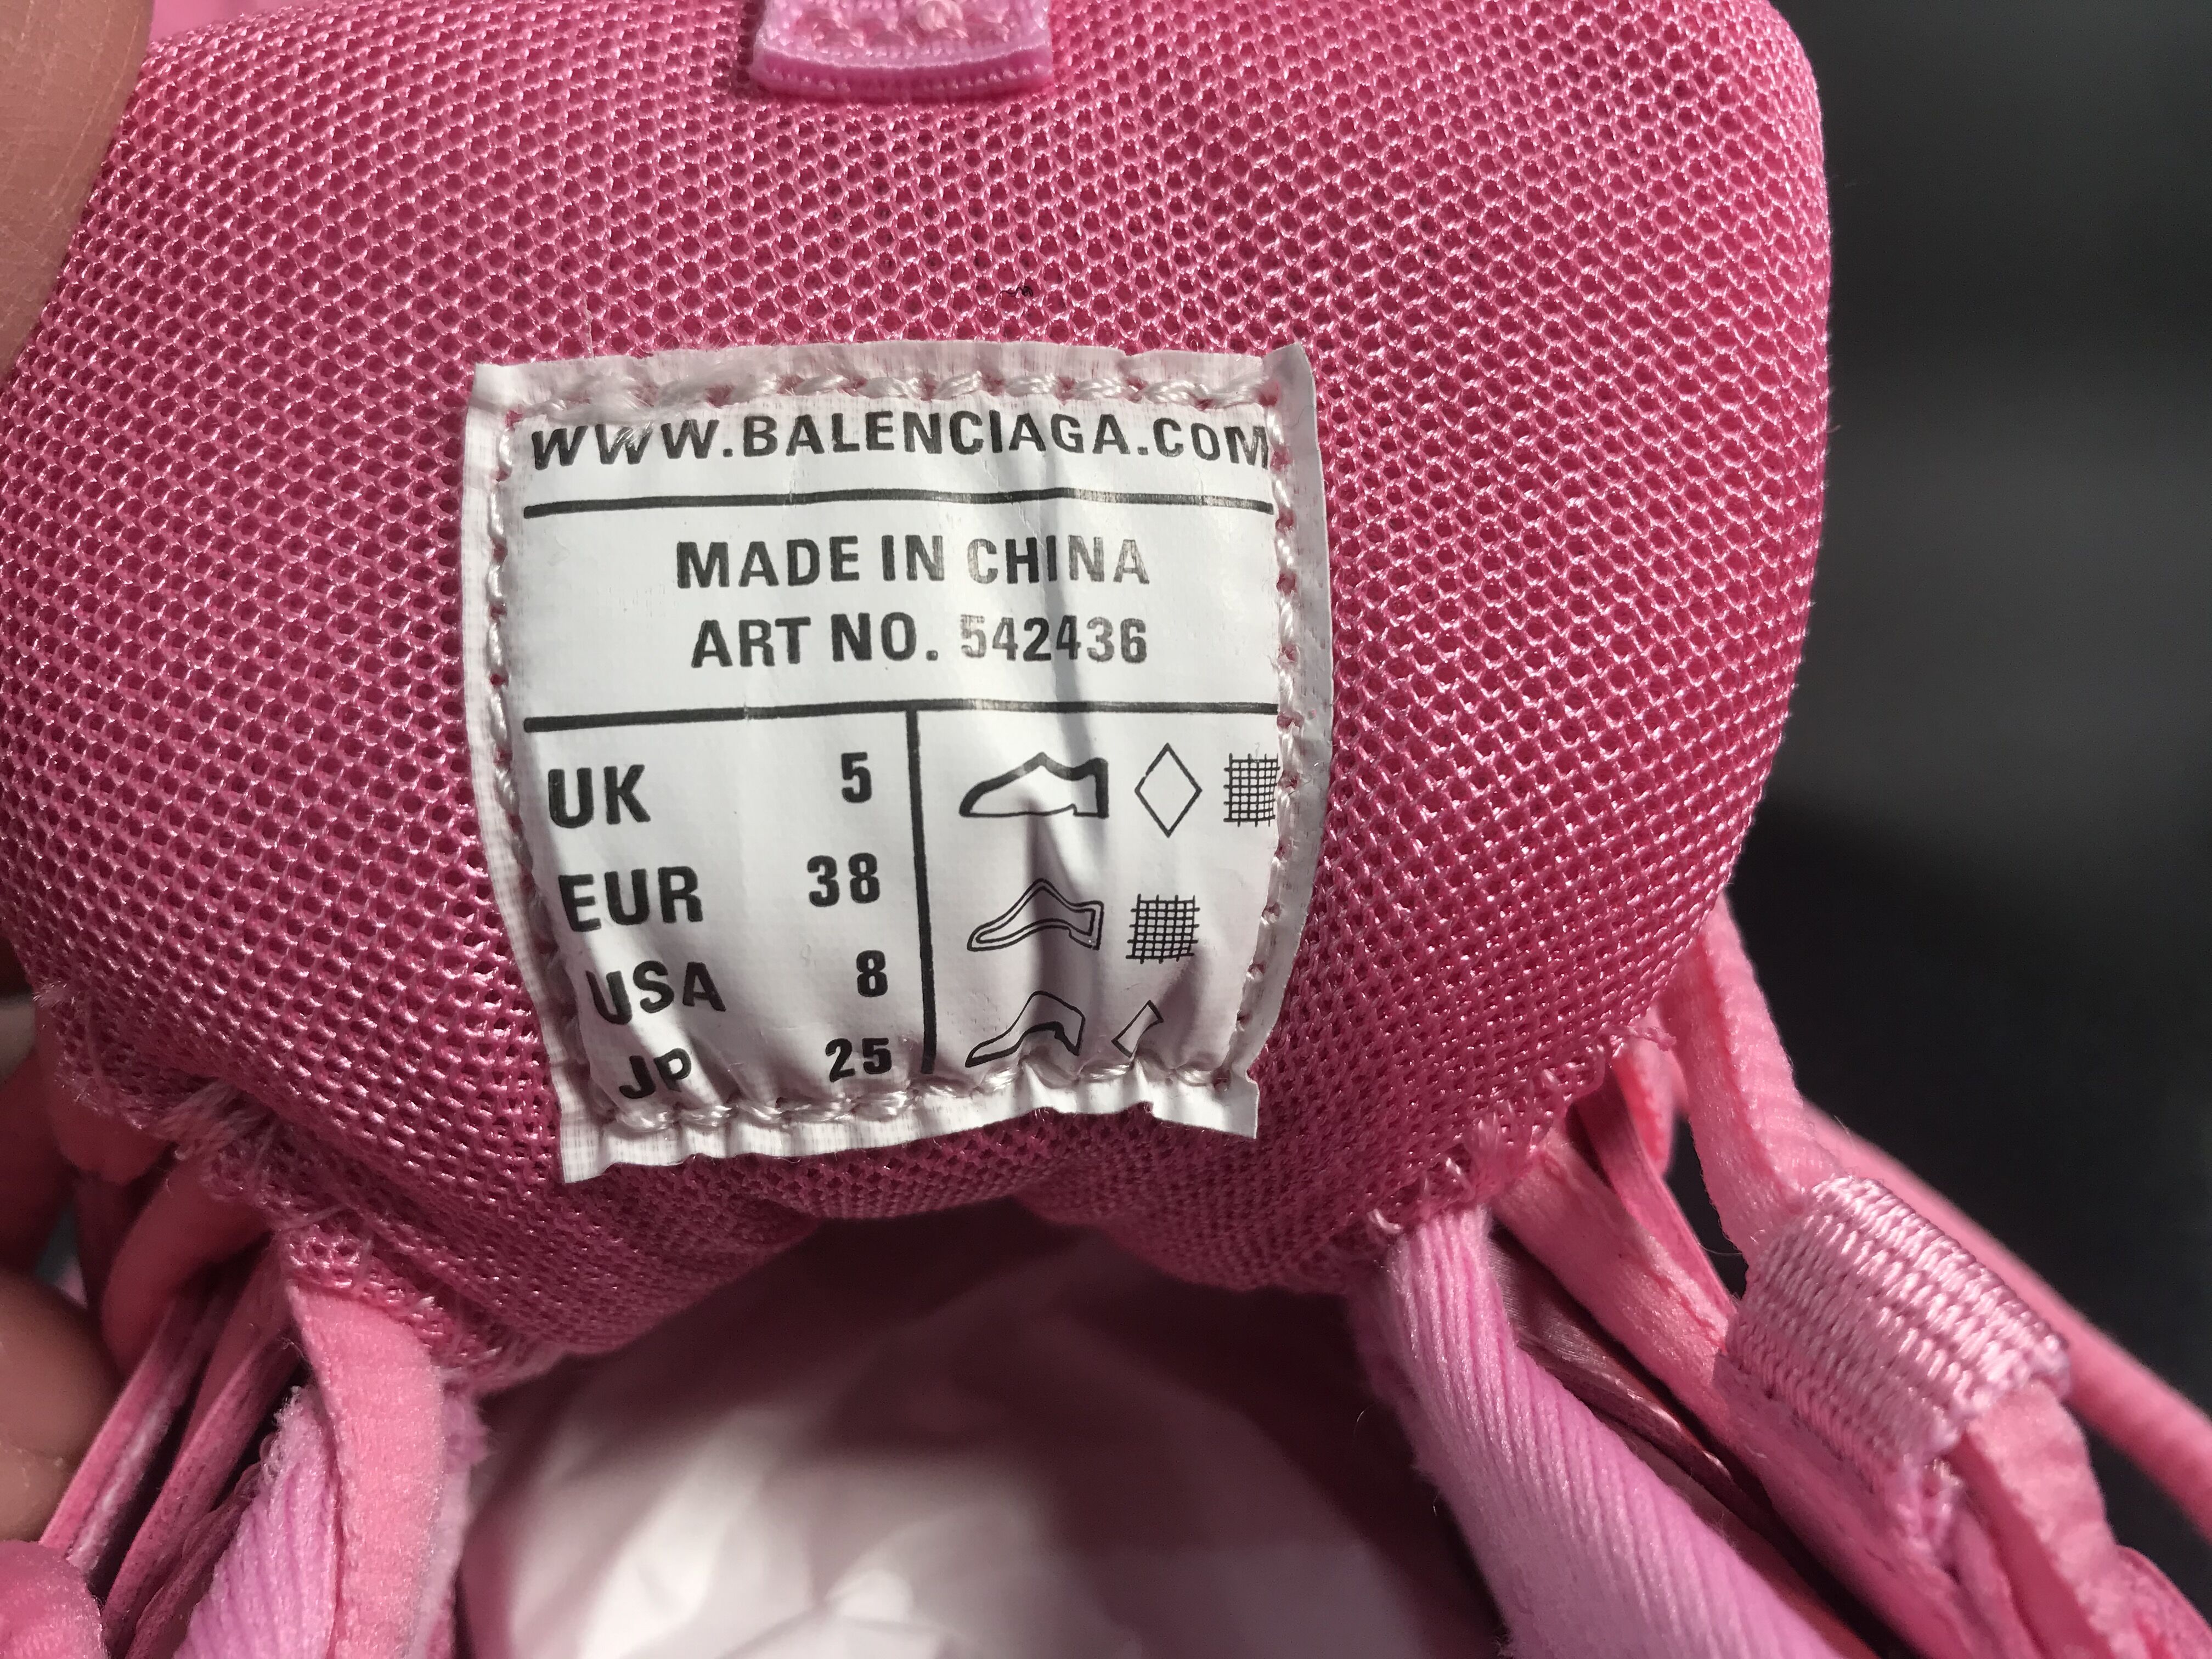 WWW.BALENCIAGA.COM
MADE IN CHINA
ART NO. 542436
UK 5
EUR 38
USA 8
JP 25